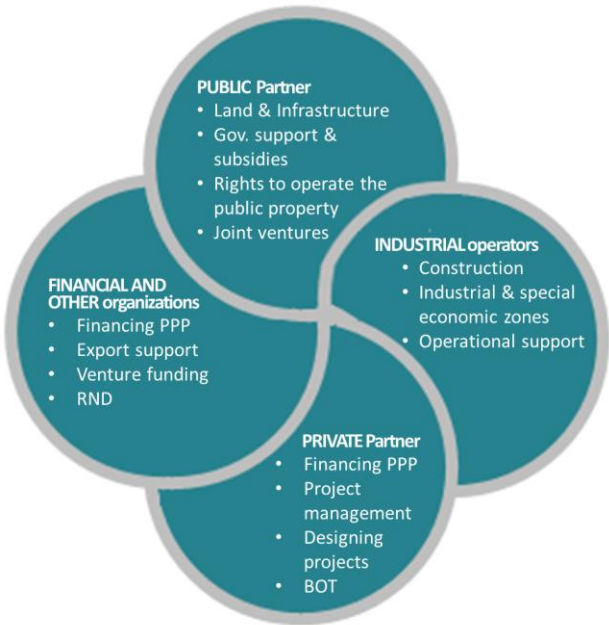 PUBLIC Partner
• Land & Infrastructure
• Gov. support &
subsidies
• Rights to operate the
public property
• Joint ventures
INDUSTRIAL operators
• Construction
• Industrial & special
economic zones
• Operational support
FINANCIAL AND
OTHER organizations
• Financing PPP
• Export support
• Venture funding
• RND
PRIVATE Partner
• Financing PPP
• Project
management
• Designing
projects
• BOT